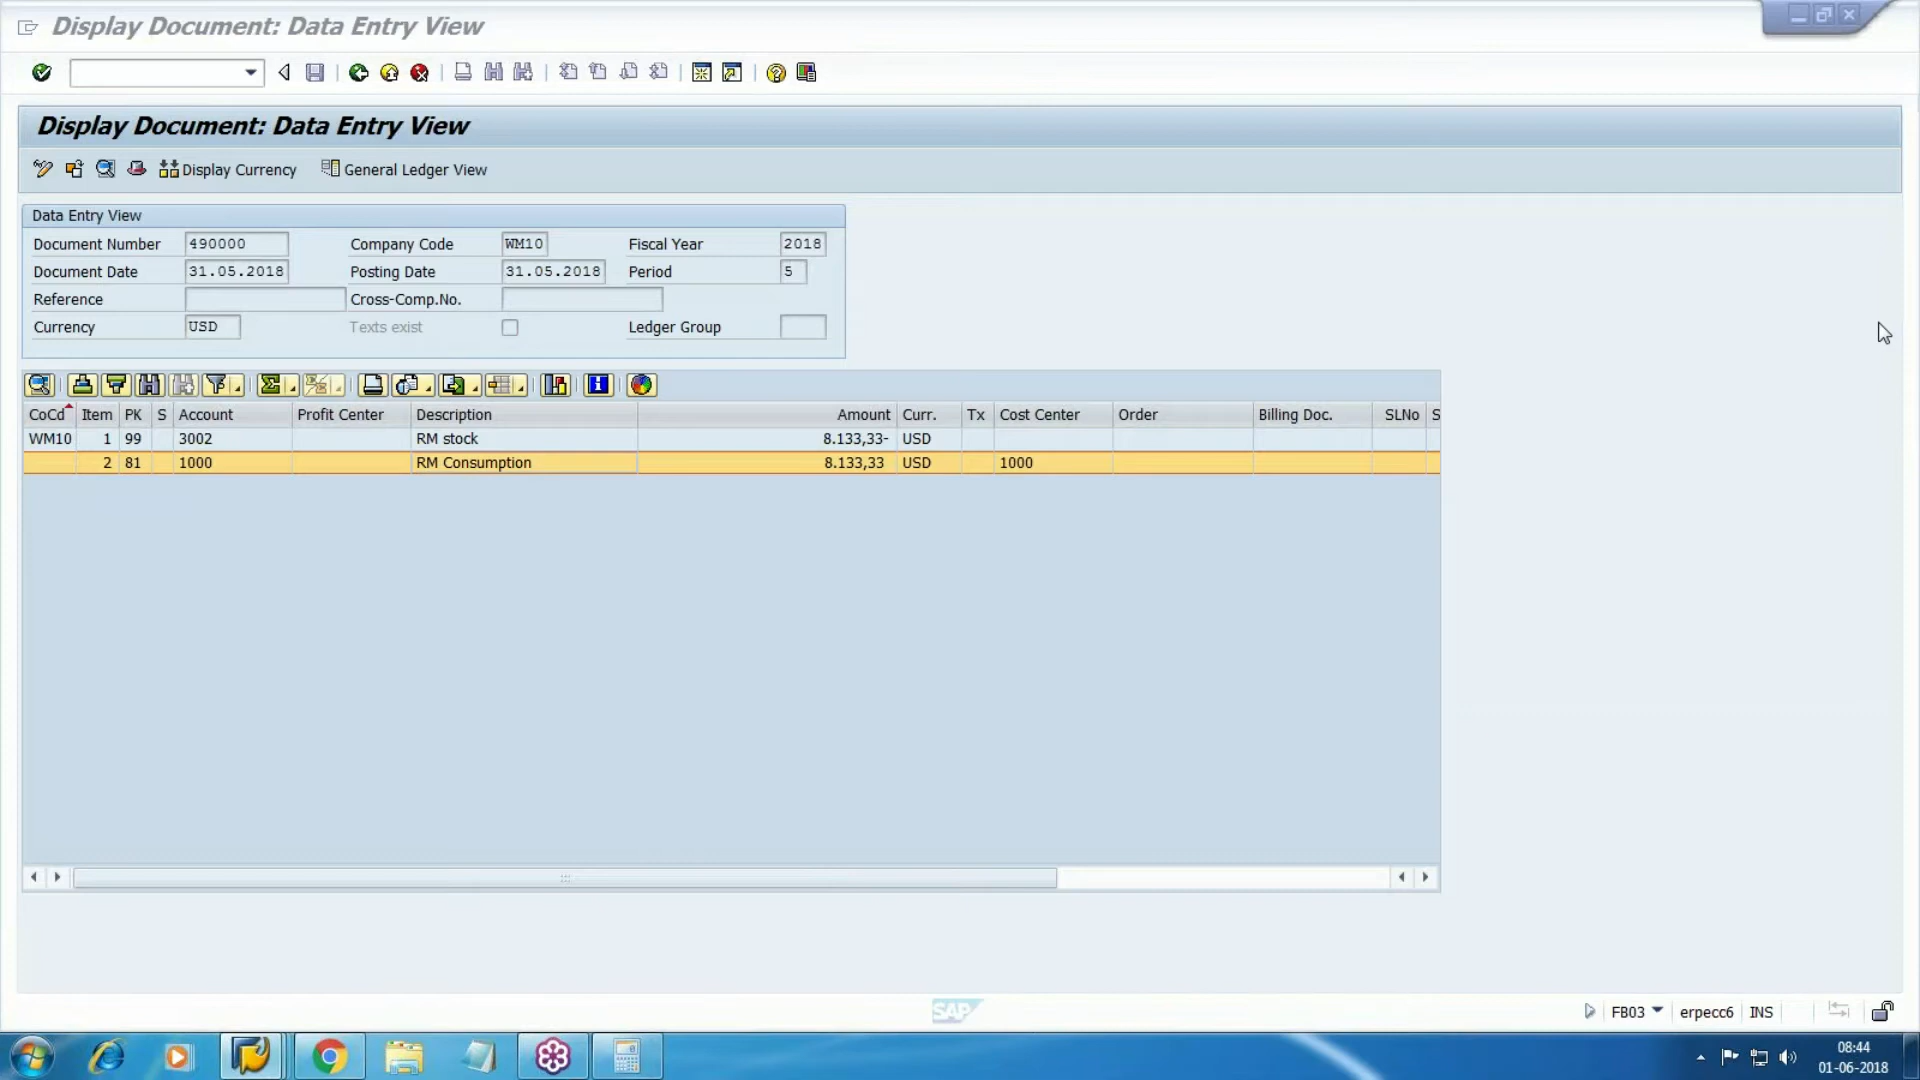 Display Document: Data Entry View
Display Document: Data Entry View
Display Currency General Ledger View
Data Entry View
Document Number 490000 Company Code WM10 Fiscal Year 2018
Document Date 31.05.2018 Posting Date 31.05.2018 Period 5
Reference Cross-Comp.No.
Currency USD Texts exist Ledger Group
CoCd Item PK S Account Profit Center Description Amount Curr. Tx Cost Center Order Billing Doc. SLNo S
WM10 1 99 3002 RM stock 8.133,33- USD
2 81 1000 RM Consumption 8.133,33 USD 1000
SAP
FB03 erpecc6 INS
08:44
01-06-2018